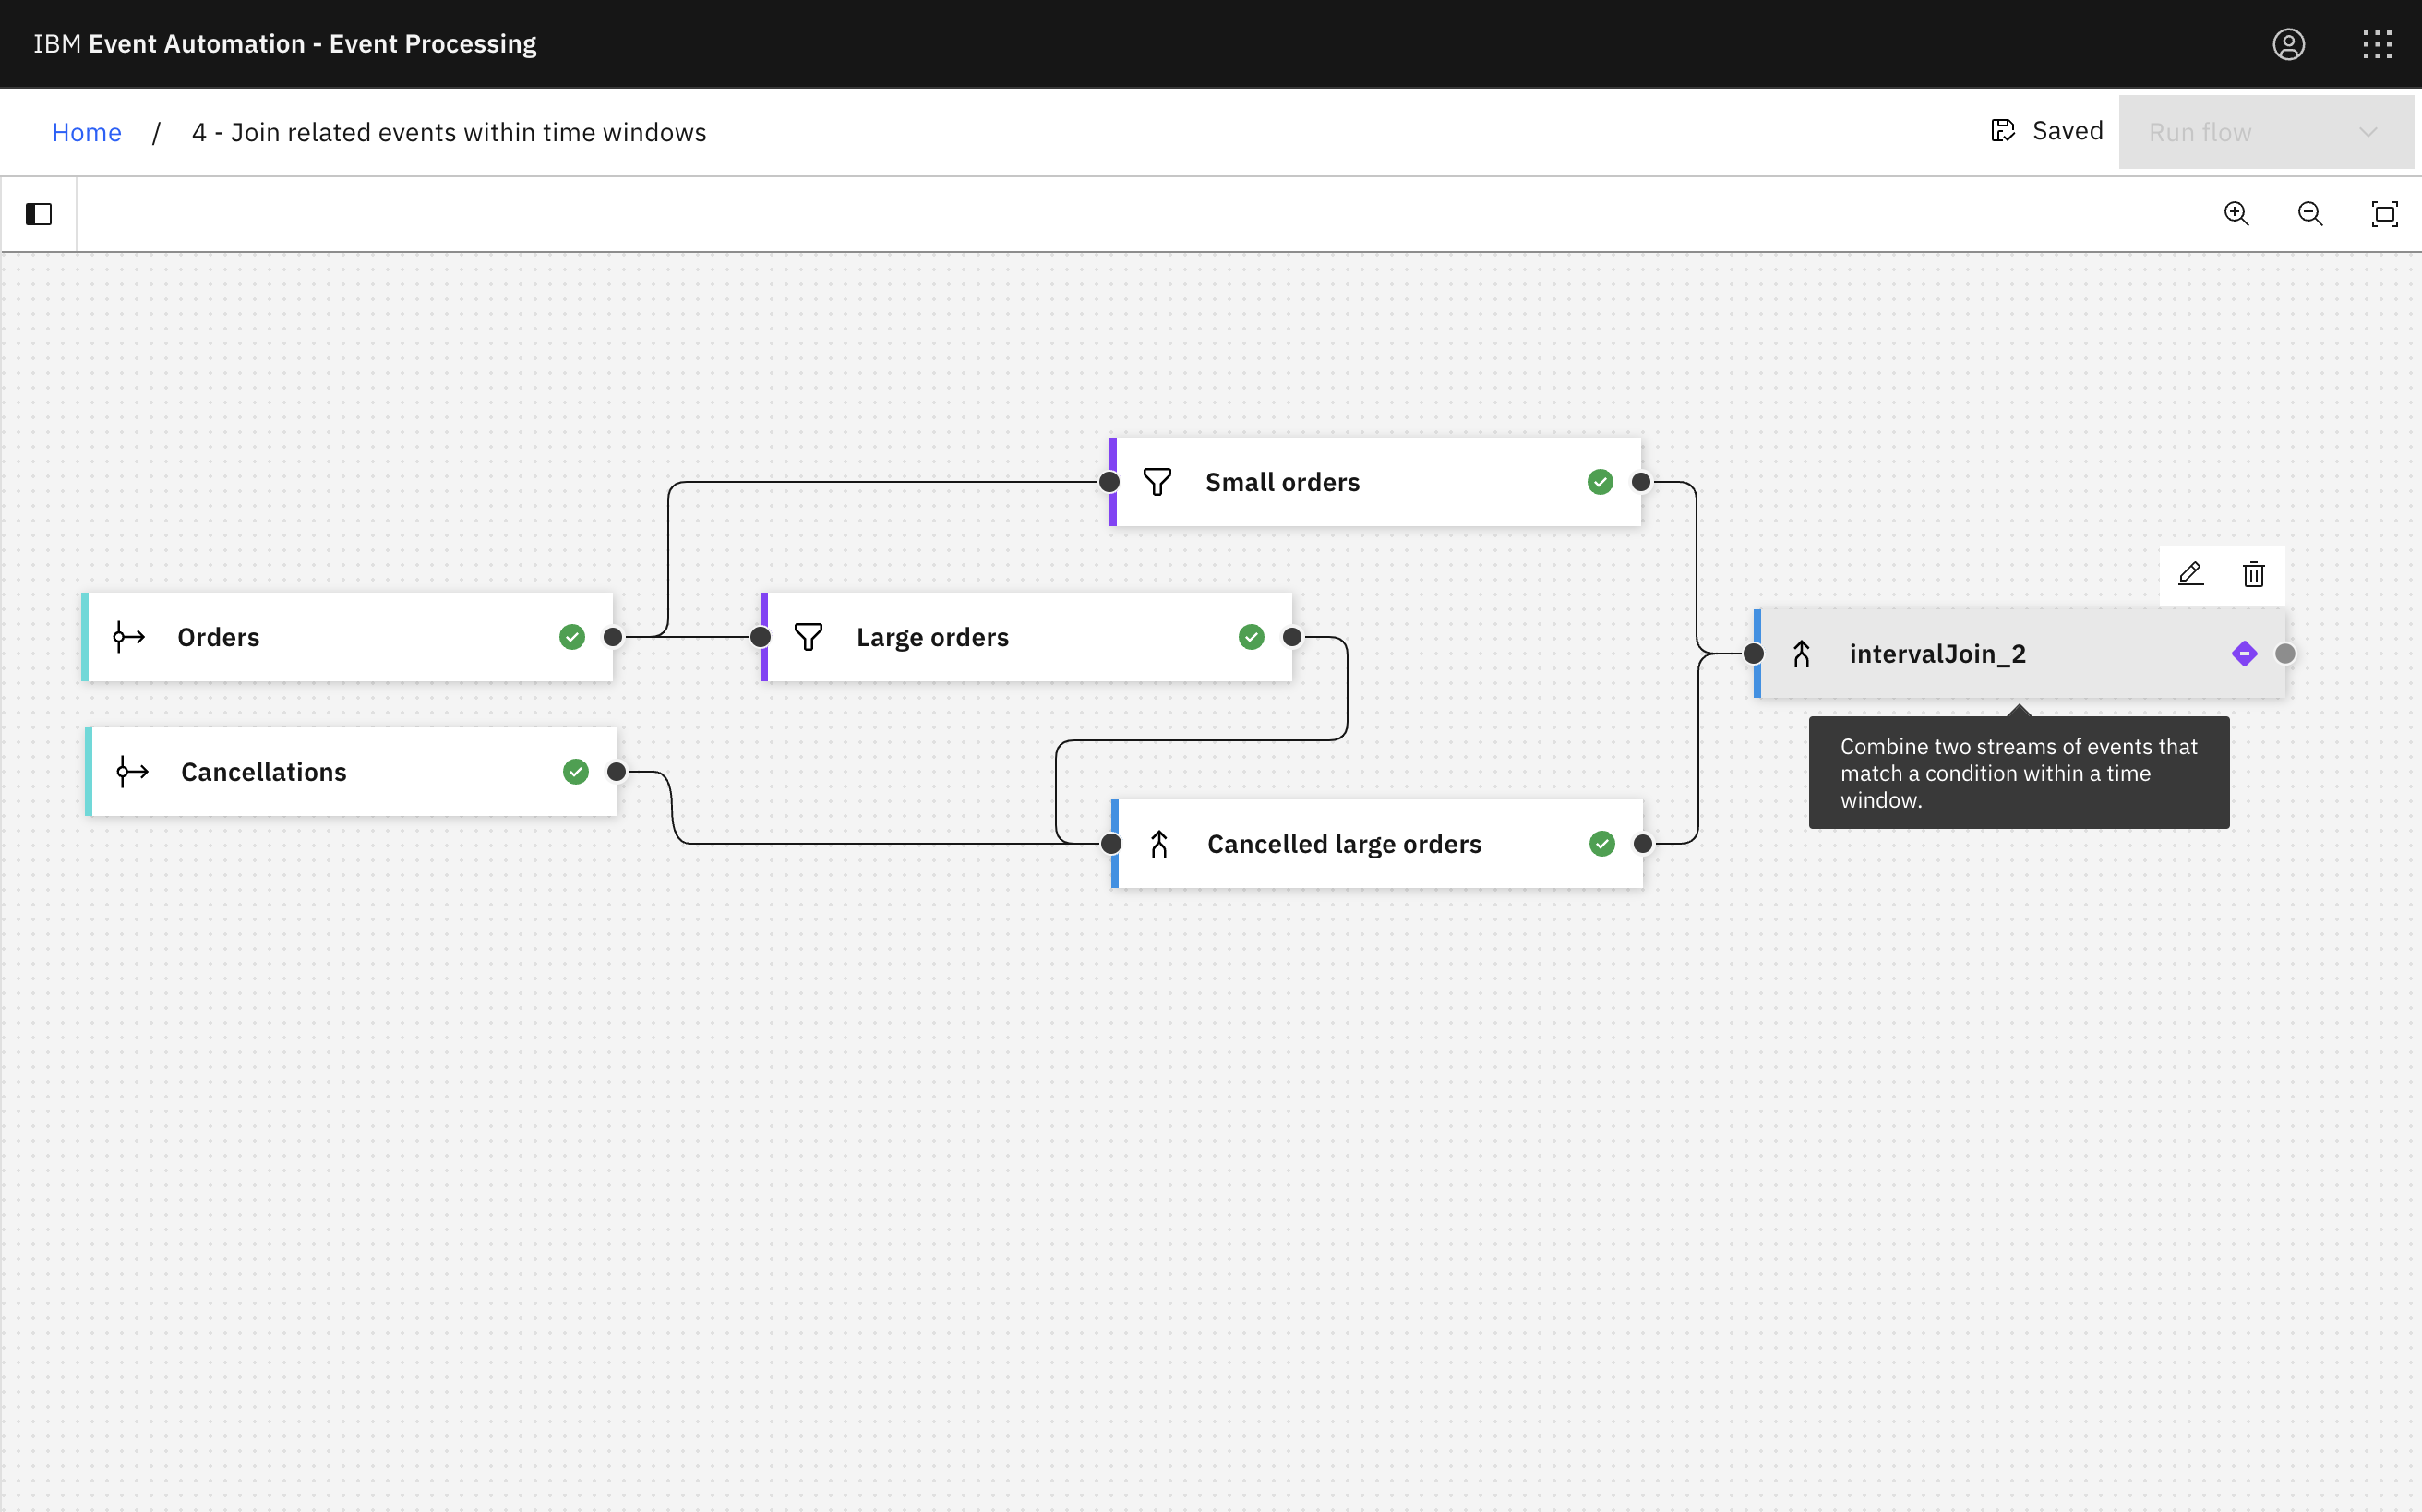 IBM Event Automation - Event Processing
Home / 4 - Join related events within time windows
Saved
Run flow
Small orders
Orders
Large orders
intervalJoin_2
Cancellations
Combine two streams of events that
match a condition within a time
window.
Cancelled large orders